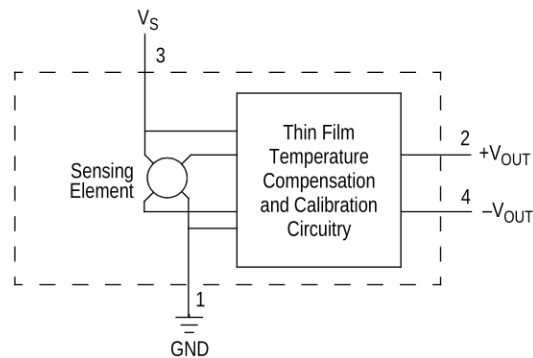 VS
3
Sensing
Element
Thin Film
Temperature
Compensation
and Calibration
Circuitry
2
+VOUT
4
–VOUT
1
GND